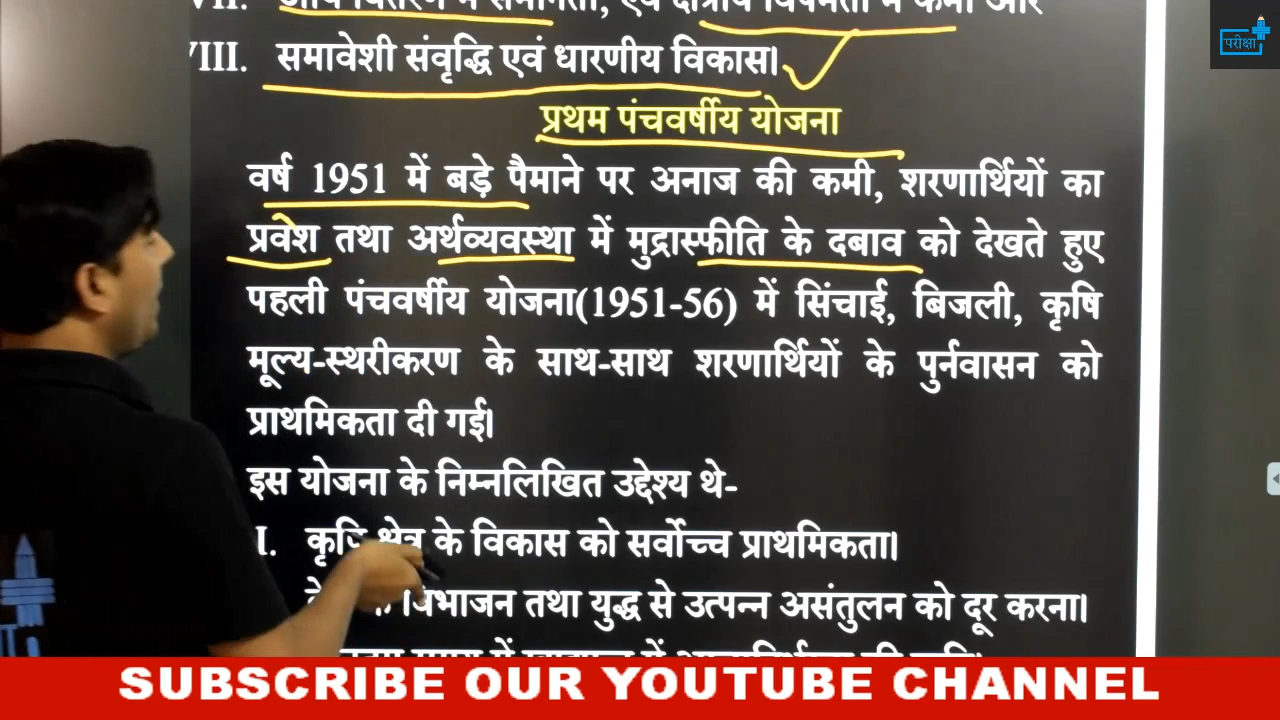 परीक्षा
VIII. समावेशी संवृद्धि एवं धारणीय विकास।
प्रथम पंचवर्षीय योजना
वर्ष 1951 में बड़े पैमाने पर अनाज की कमी, शरणार्थियों का
प्रवेश तथा अर्थव्यवस्था में मुद्रास्फीति के दबाव को देखते हुए
पहली पंचवर्षीय योजना(1951-56) में सिंचाई, बिजली, कृषि
मूल्य-स्थरीकरण के साथ-साथ शरणार्थियों के पुर्नवासन को
प्राथमिकता दी गई।
इस योजना के निम्नलिखित उद्देश्य थे-
I. कृषि क्षेत्र के विकास को सर्वोच्च प्राथमिकता।
विभाजन तथा युद्ध से उत्पन्न असंतुलन को दूर करना।
SUBSCRIBE OUR YOUTUBE CHANNEL